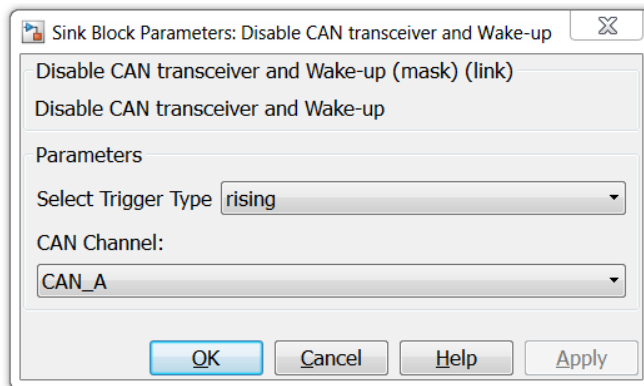 Sink Block Parameters: Disable CAN transceiver and Wake-up
Disable CAN transceiver and Wake-up (mask) (link)
Disable CAN transceiver and Wake-up
Parameters
Select Trigger Type rising
CAN Channel:
CAN_A
OK Cancel Help Apply